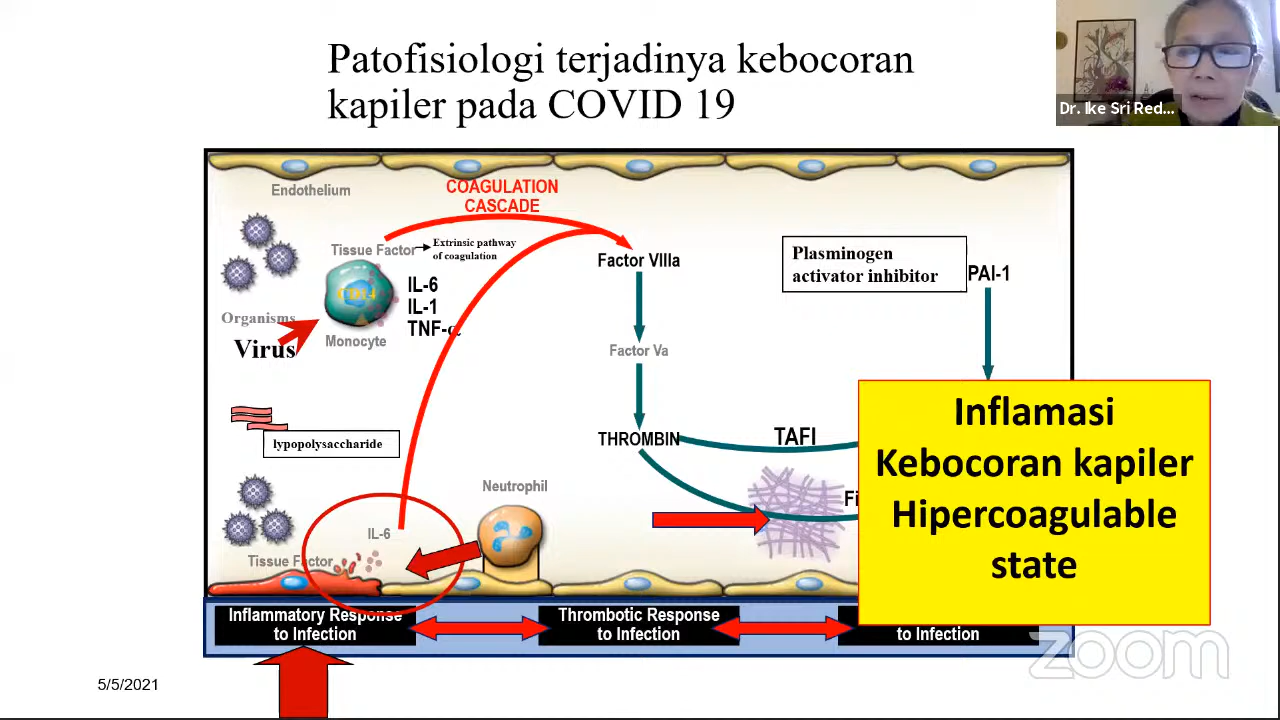 Patofisiologi terjadinya kebocoran
kapiler pada COVID 19
Dr. Ike Sri Red...
Endothelium
COAGULATION
CASCADE
Tissue Factor
Extrinsic pathway
of coagulation
CD14
IL-6
IL-1
TNF-α
Organisms
Virus
Monocyte
Factor VIIIa
Plasminogen
activator inhibitor
PAI-1
Factor Va
lypopolysaccharide
THROMBIN
TAFI
Neutrophil
IL-6
Tissue Factor
Fi
Inflamasi
Kebocoran kapiler
Hipercoagulable
state
Inflammatory Response
to Infection
Thrombotic Response
to Infection
to Infection
zoom
5/5/2021